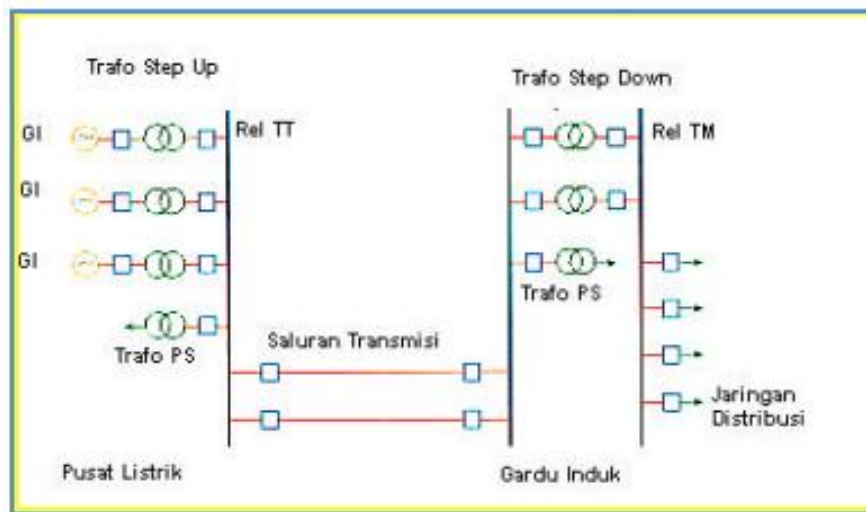 Trafo Step Up
Trafo Step Down
GI
Rel TT
Rel TM
GI
GI
Trafo PS
Trafo PS
Saluran Transmisi
Jaringan
Distribusi
Pusat Listrik
Gardu Induk